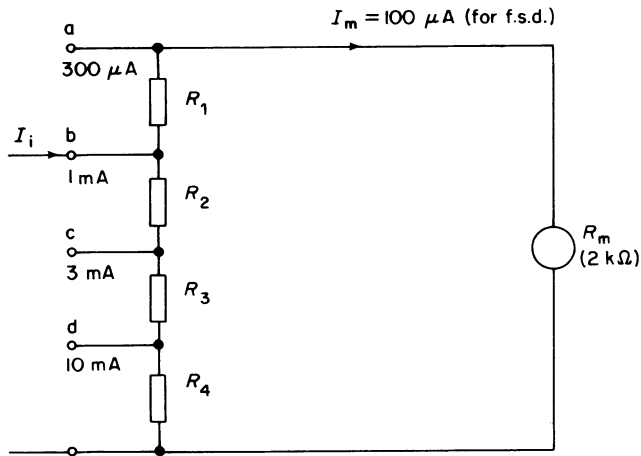 I_m = 100 μA (for f.s.d.)
a
300 μA
R_1
I_i
b
1 mA
R_2
c
3 mA
R_m
(2 kΩ)
R_3
d
10 mA
R_4